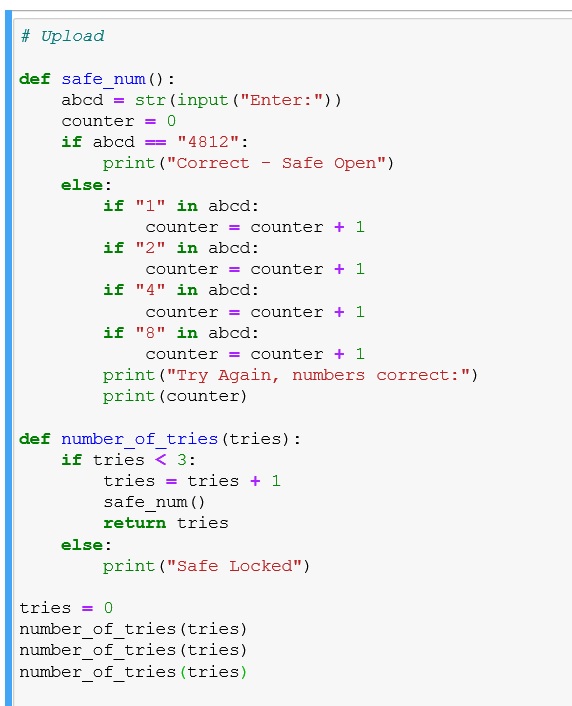 # Upload
def safe_num():
    abcd = str(input("Enter:"))
    counter = 0
    if abcd == "4812":
        print("Correct - Safe Open")
    else:
        if "1" in abcd:
            counter = counter + 1
        if "2" in abcd:
            counter = counter + 1
        if "4" in abcd:
            counter = counter + 1
        if "8" in abcd:
            counter = counter + 1
        print("Try Again, numbers correct:")
        print(counter)
def number_of_tries(tries):
    if tries < 3:
        tries = tries + 1
        safe_num()
        return tries
    else:
        print("Safe Locked")
tries = 0
number_of_tries(tries)
number_of_tries(tries)
number_of_tries(tries)